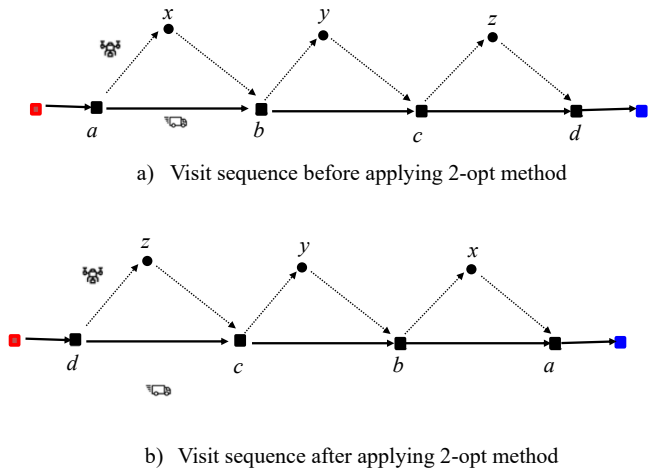 x y z
a b c d
a) Visit sequence before applying 2-opt method
z y x
d c b a
b) Visit sequence after applying 2-opt method